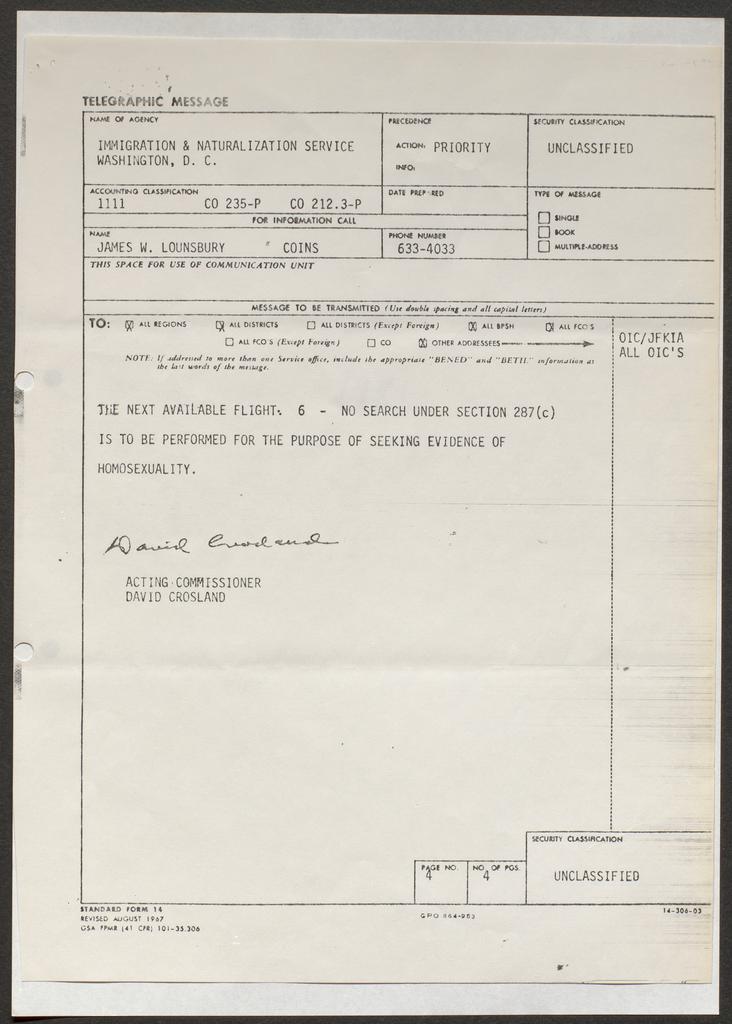 TELEGRAPHIC MESSAGE
NAME OF AGENCY
IMMIGRATION & NATURALIZATION SERVICE
WASHINGTON, D. C.
PRECEDENCE
ACTION: PRIORITY
INFO:
SECURITY CLASSIFICATION
UNCLASSIFIED
ACCOUNTING CLASSIFICATION
1111 CO 235-P CO 212.3-P
DATE PREPARED
TYPE OF MESSAGE
SINGLE
BOOK
MULTIPLE-ADDRESS
FOR INFORMATION CALL
NAME
JAMES W. LOUNSBURY " COINS
PHONE NUMBER
633-4033
THIS SPACE FOR USE OF COMMUNICATION UNIT
MESSAGE TO BE TRANSMITTED (Use double spacing and all capital letters)
TO: ALL REGIONS ALL DISTRICTS ALL DISTRICTS (Except Foreign) ALL BPSH ALL FCO'S
ALL FCO'S (Except Foreign) CO OTHER ADDRESSEES
OIC/JFKIA
ALL OIC'S
NOTE: If addressed to more than one Service office, include the appropriate "BENED" and "BETH." information as
the last words of the message.
THE NEXT AVAILABLE FLIGHT. 6 - NO SEARCH UNDER SECTION 287(c)
IS TO BE PERFORMED FOR THE PURPOSE OF SEEKING EVIDENCE OF
HOMOSEXUALITY.
David Crosland
ACTING COMMISSIONER
DAVID CROSLAND
SECURITY CLASSIFICATION
UNCLASSIFIED
PAGE NO.
4
NO. OF PGS.
4
STANDARD FORM 14
REVISED AUGUST 1967
GSA FPMR (41 CFR) 101-35.306
GPO 864-953
14-306-03